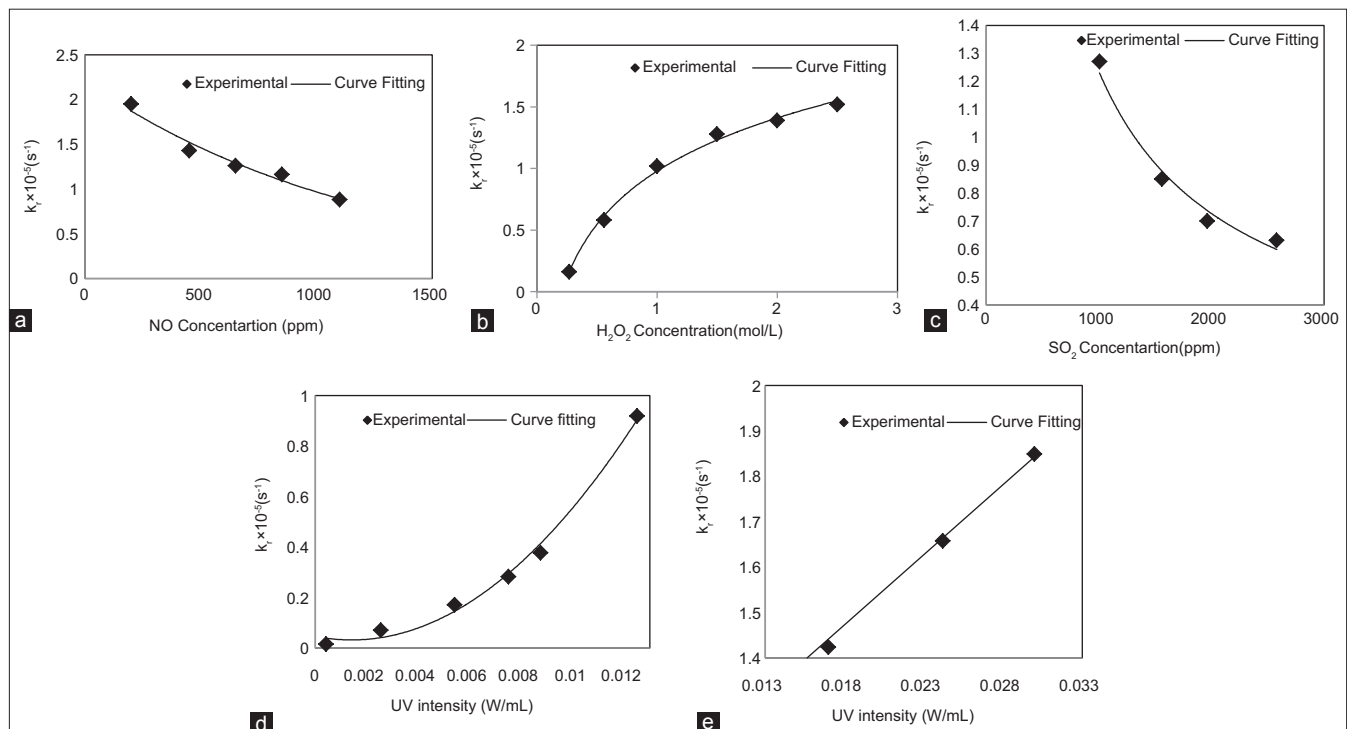 2.5
2
1.5
1
0.5
0
0
500
1000
1500
Experimental
Curve Fitting
kᵣ×10⁻⁵(s⁻¹)
NO Concentartion (ppm)
a
2
1.5
1
0.5
0
0
1
2
3
Experimental
Curve Fitting
kᵣ×10⁻⁵(s⁻¹)
H₂O₂ Concentration(mol/L)
b
1.4
1.3
1.2
1.1
1
0.9
0.8
0.7
0.6
0.5
0.4
0
1000
2000
3000
Experimental
Curve Fitting
kᵣ×10⁻⁵(s⁻¹)
SO₂ Concentartion(ppm)
c
1
0.8
0.6
0.4
0.2
0
0
0.002
0.004
0.006
0.008
0.01
0.012
Experimental
Curve fitting
kᵣ×10⁻⁵(s⁻¹)
UV intensity (W/mL)
d
2
1.9
1.8
1.7
1.6
1.5
1.4
0.013
0.018
0.023
0.028
0.033
Experimental
Curve Fitting
kᵣ×10⁻⁵(s⁻¹)
UV intensity (W/mL)
e